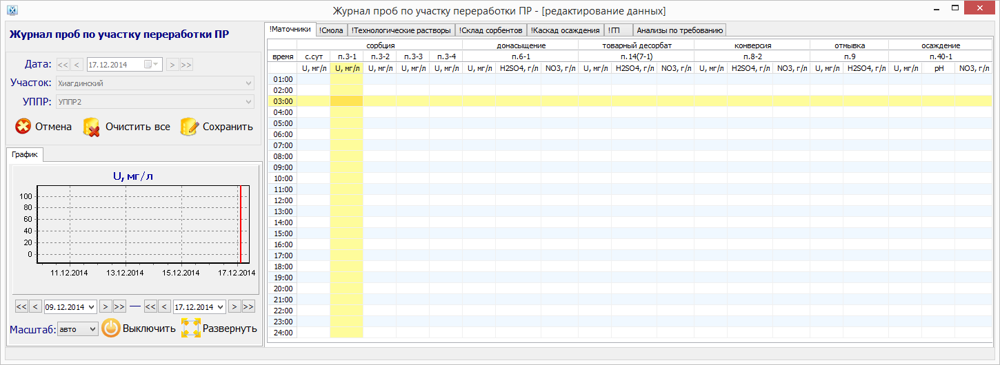 Журнал проб по участку переработки ПР - [редактирование данных]
Журнал проб по участку переработки ПР
Дата: << < 17.12.2014 > >>
Участок: Хиагдинский
УППР: УППР2
Отмена Очистить все Сохранить
График
U, мг/л
100
80
60
40
20
0
11.12.2014 13.12.2014 15.12.2014 17.12.2014
<< < 09.12.2014 > >> — << < 17.12.2014 > >>
Масштаб: авто Выключить Развернуть
!Маточники !Смола !Технологические растворы !Склад сорбентов !Каскад осаждения !ГП Анализы по требованию
сорбция донасыщение товарный десорбат конверсия отмывка осаждение
время с.сут п.3-1 п.3-2 п.3-3 п.3-4 п.6-1 п.14(7-1) п.8-2 п.9 п.40-1
U, мг/л U, мг/л U, мг/л U, мг/л U, мг/л U, мг/л H2SO4, г/л NO3, г/л U, мг/л H2SO4, г/л NO3, г/л U, мг/л H2SO4, г/л NO3, г/л U, мг/л H2SO4, г/л U, мг/л pH NO3, г/л
01:00
02:00
03:00
04:00
05:00
06:00
07:00
08:00
09:00
10:00
11:00
12:00
13:00
14:00
15:00
16:00
17:00
18:00
19:00
20:00
21:00
22:00
23:00
24:00